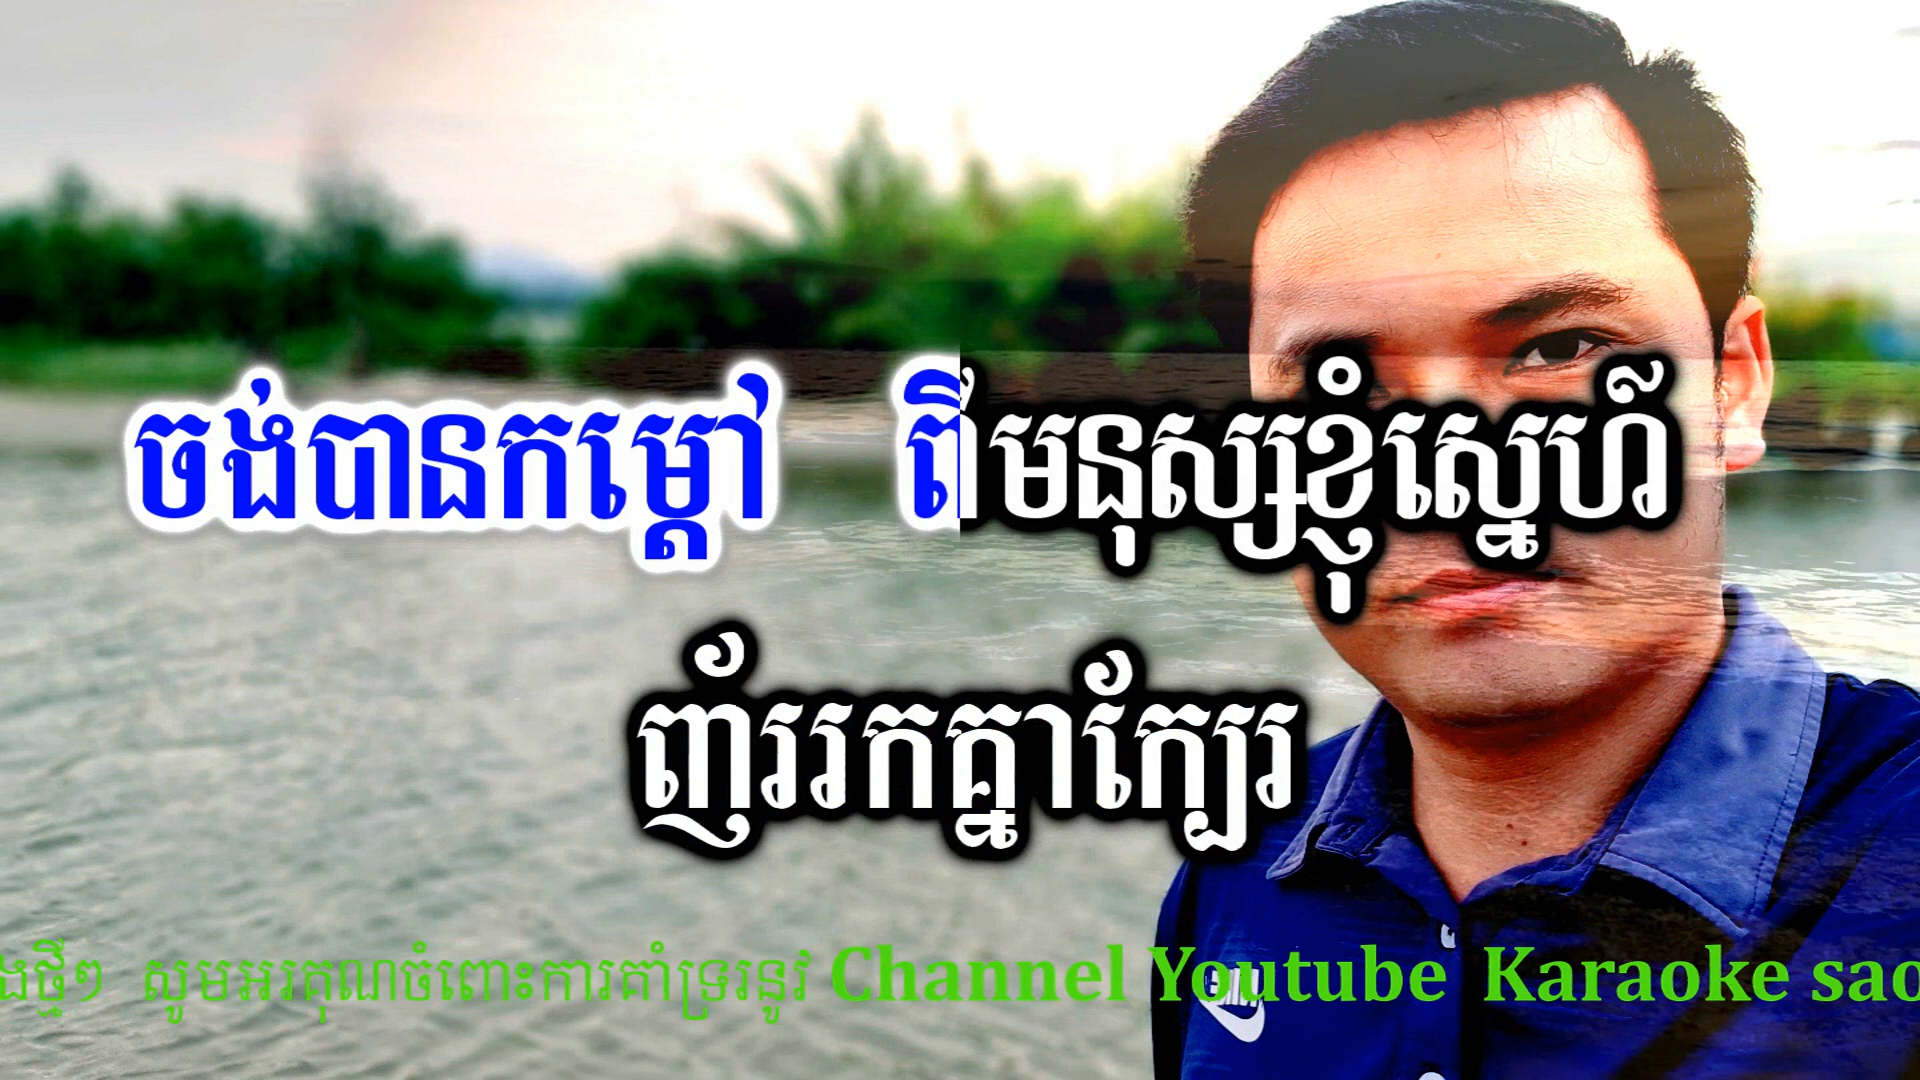 ចង់បានកម្ដៅ ពីមនុស្សខ្ញុំស្នេហ៍
ញ័ររកគ្នាក្បែរ
ងថ្មីៗ សូមអរគុណចំពោះការគាំទ្រនូវ Channel Youtube Karaoke sao